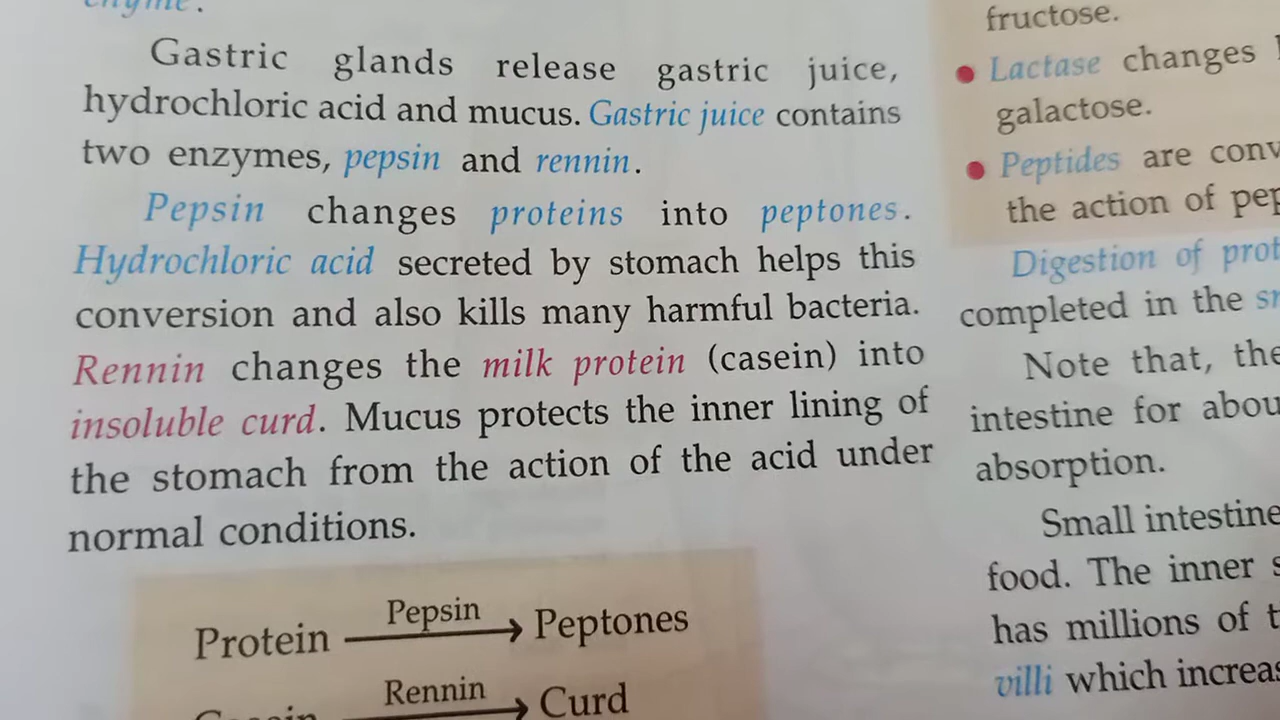 Gastric glands release gastric juice,
hydrochloric acid and mucus. Gastric juice contains
two enzymes, pepsin and rennin.
Pepsin changes proteins into peptones.
Hydrochloric acid secreted by stomach helps this
conversion and also kills many harmful bacteria.
Rennin changes the milk protein (casein) into
insoluble curd. Mucus protects the inner lining of
the stomach from the action of the acid under
normal conditions.
Protein Pepsin Peptones
Rennin Curd
fructose.
Lactase changes
galactose.
Peptides are
the action of
Digestion of
completed in the
Note that, the
intestine for
absorption.
Small intestine
food. The inner
has millions of
villi which